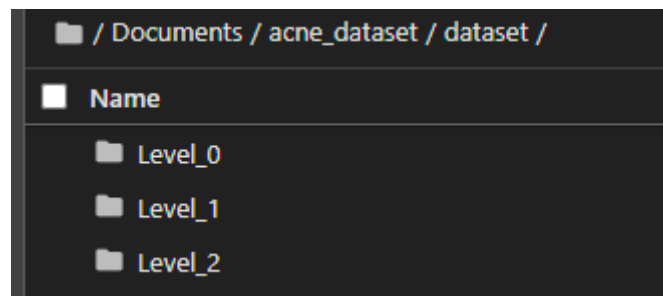 / Documents / acne_dataset / dataset /
Name
Level_0
Level_1
Level_2